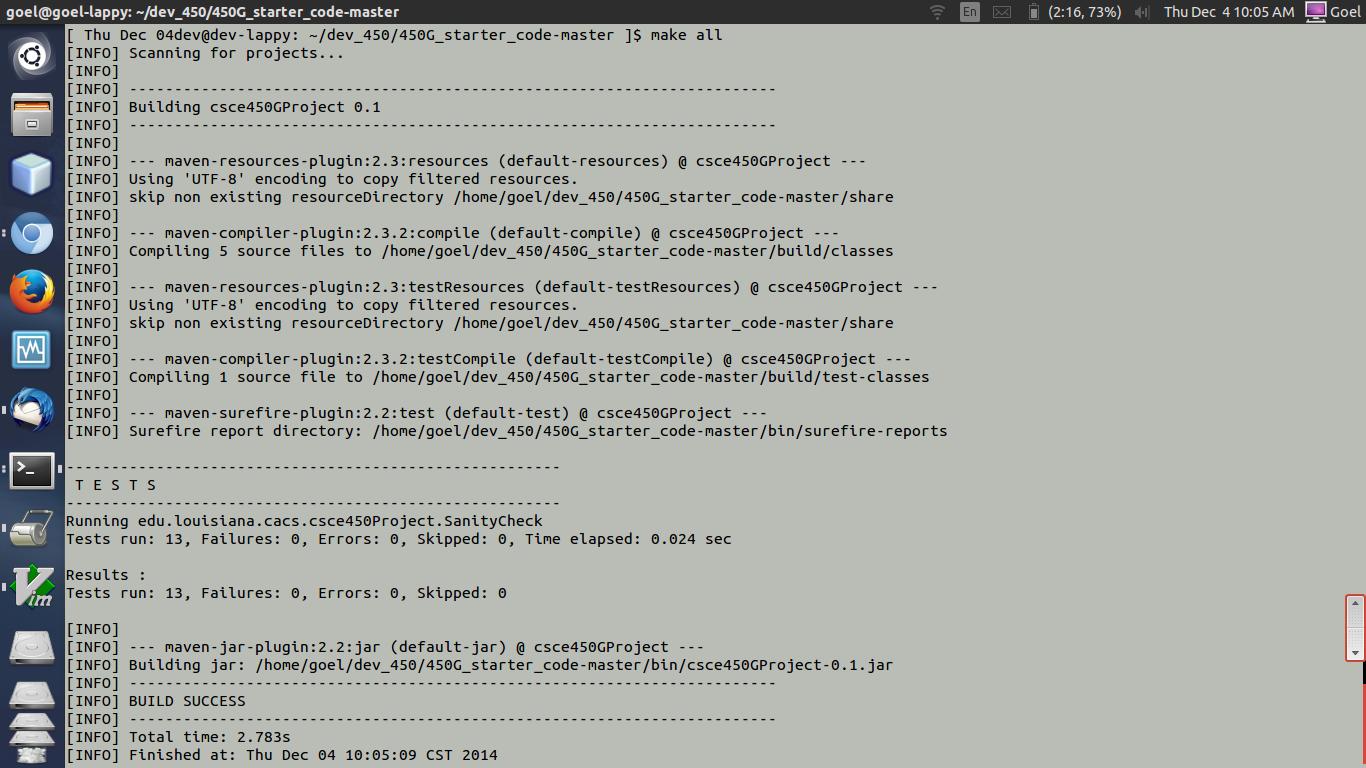 goel@goel-lappy: ~/dev_450/450G_starter_code-master
En
(2:16, 73%)
Thu Dec 4 10:05 AM
Goel
[ Thu Dec 04dev@dev-lappy: ~/dev_450/450G_starter_code-master ]$ make all
[INFO] Scanning for projects...
[INFO]
[INFO] ------------------------------------------------------------------------
[INFO] Building csce450GProject 0.1
[INFO] ------------------------------------------------------------------------
[INFO]
[INFO] --- maven-resources-plugin:2.3:resources (default-resources) @ csce450GProject ---
[INFO] Using 'UTF-8' encoding to copy filtered resources.
[INFO] skip non existing resourceDirectory /home/goel/dev_450/450G_starter_code-master/share
[INFO]
[INFO] --- maven-compiler-plugin:2.3.2:compile (default-compile) @ csce450GProject ---
[INFO] Compiling 5 source files to /home/goel/dev_450/450G_starter_code-master/build/classes
[INFO]
[INFO] --- maven-resources-plugin:2.3:testResources (default-testResources) @ csce450GProject ---
[INFO] Using 'UTF-8' encoding to copy filtered resources.
[INFO] skip non existing resourceDirectory /home/goel/dev_450/450G_starter_code-master/share
[INFO]
[INFO] --- maven-compiler-plugin:2.3.2:testCompile (default-testCompile) @ csce450GProject ---
[INFO] Compiling 1 source file to /home/goel/dev_450/450G_starter_code-master/build/test-classes
[INFO]
[INFO] --- maven-surefire-plugin:2.2:test (default-test) @ csce450GProject ---
[INFO] Surefire report directory: /home/goel/dev_450/450G_starter_code-master/bin/surefire-reports
-------------------------------------------------------
T E S T S
-------------------------------------------------------
Running edu.louisiana.cacs.csce450Project.SanityCheck
Tests run: 13, Failures: 0, Errors: 0, Skipped: 0, Time elapsed: 0.024 sec
Results :
Tests run: 13, Failures: 0, Errors: 0, Skipped: 0
[INFO]
[INFO] --- maven-jar-plugin:2.2:jar (default-jar) @ csce450GProject ---
[INFO] Building jar: /home/goel/dev_450/450G_starter_code-master/bin/csce450GProject-0.1.jar
[INFO] ------------------------------------------------------------------------
[INFO] BUILD SUCCESS
[INFO] ------------------------------------------------------------------------
[INFO] Total time: 2.783s
[INFO] Finished at: Thu Dec 04 10:05:09 CST 2014
Vim